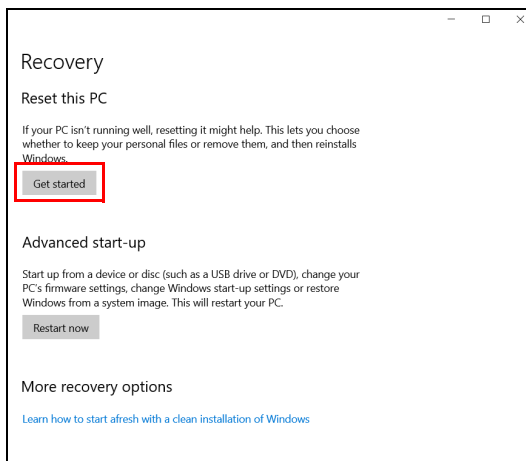 Recovery
Reset this PC
If your PC isn't running well, resetting it might help. This lets you choose
whether to keep your personal files or remove them, and then reinstalls
Windows.
Get started
Advanced start-up
Start up from a device or disc (such as a USB drive or DVD), change your
PC's firmware settings, change Windows start-up settings or restore
Windows from a system image. This will restart your PC.
Restart now
More recovery options
Learn how to start afresh with a clean installation of Windows